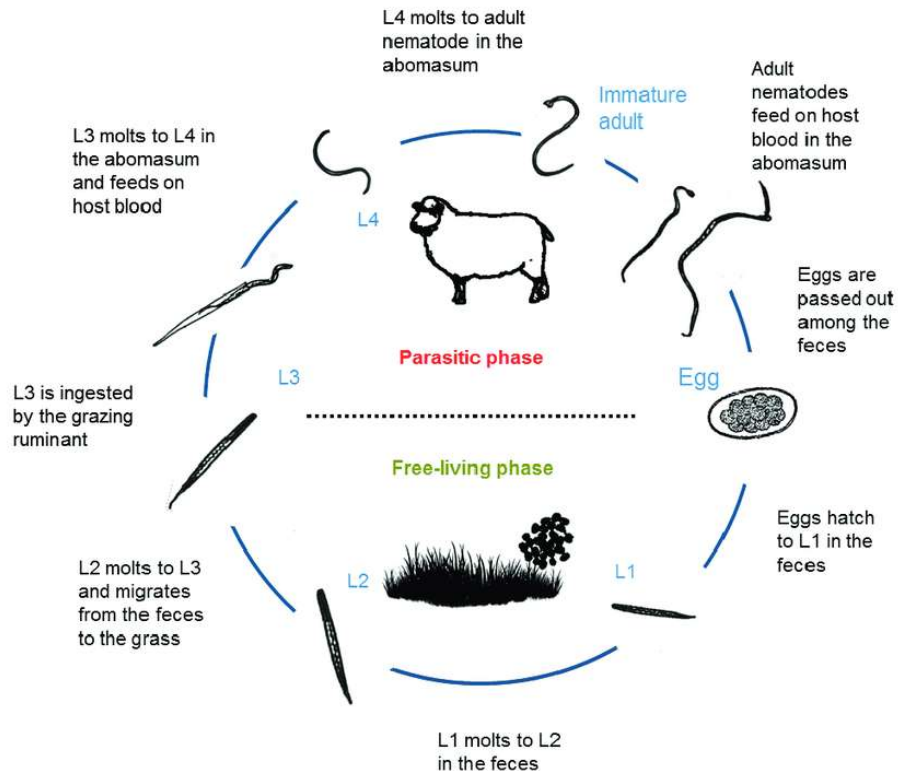 L4 molts to adult
nematode in the
abomasum
Immature
adult
Adult
nematodes
feed on host
blood in the
abomasum
L3 molts to L4 in
the abomasum
and feeds on
host blood
L4
Eggs are
passed out
among the
feces
Parasitic phase
L3
Egg
L3 is ingested
by the grazing
ruminant
Free-living phase
Eggs hatch
to L1 in the
feces
L2 molts to L3
and migrates
from the feces
to the grass
L2
L1
L1 molts to L2
in the feces